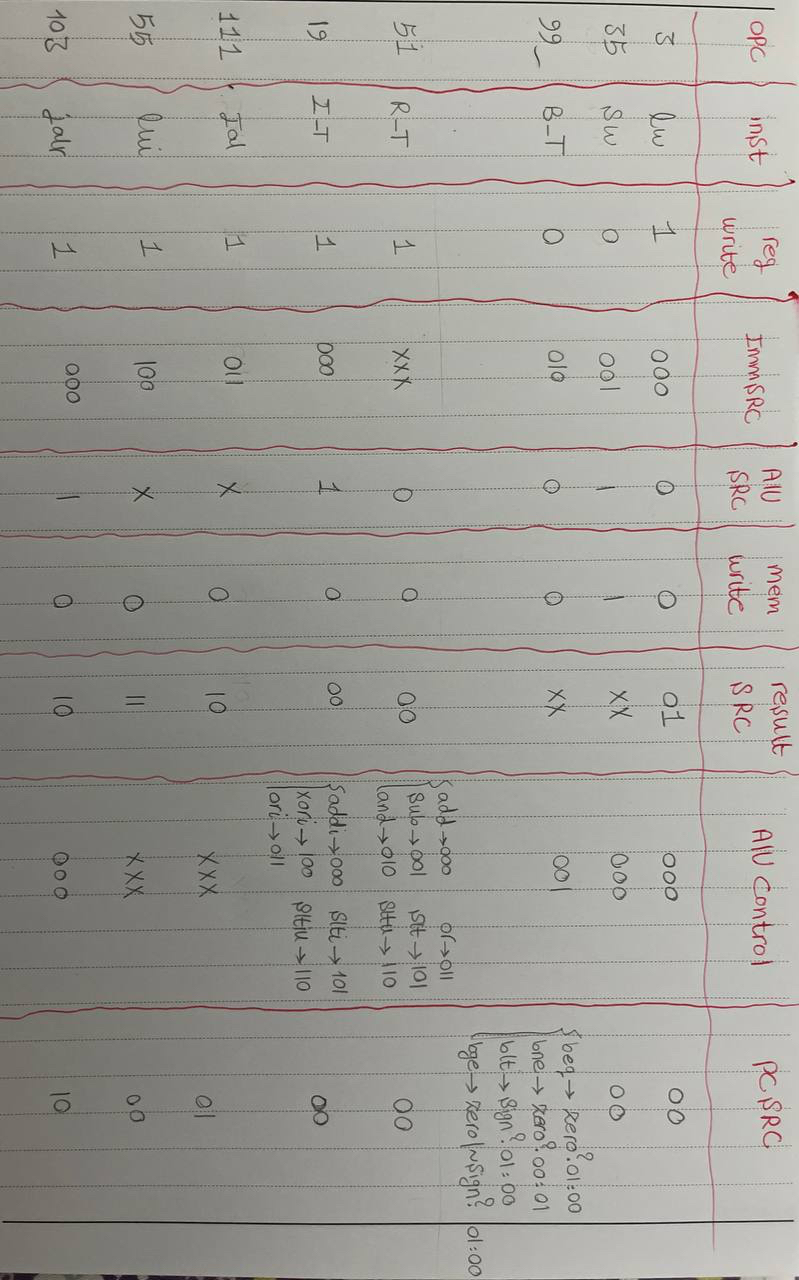 OPC inst reg write ImmSRC AlU SRC mem write result SRC AlU Control PC SRC
3 lw 1 000 0 0 01 000 00
35 Sw 0 001 1 1 XX 000 00
99 B_T 0 010 0 0 XX 001 {beq → zero? 01:00
bne → zero? 00:01
blt → sign? 01:00
bge → zero|~sign? 01:00
51 R_T 1 XXX 0 0 00 {add → 000 or → 011 00
sub → 001 slt → 101
and → 010 sltu → 110
19 I_T 1 000 1 0 00 {addi → 000 slti → 101 00
xori → 100 sltiu → 110
ori → 011
111 Jal 1 011 X 0 10 XXX 01
55 lui 1 100 X 0 11 XXX 00
103 jalr 1 000 1 0 10 000 10